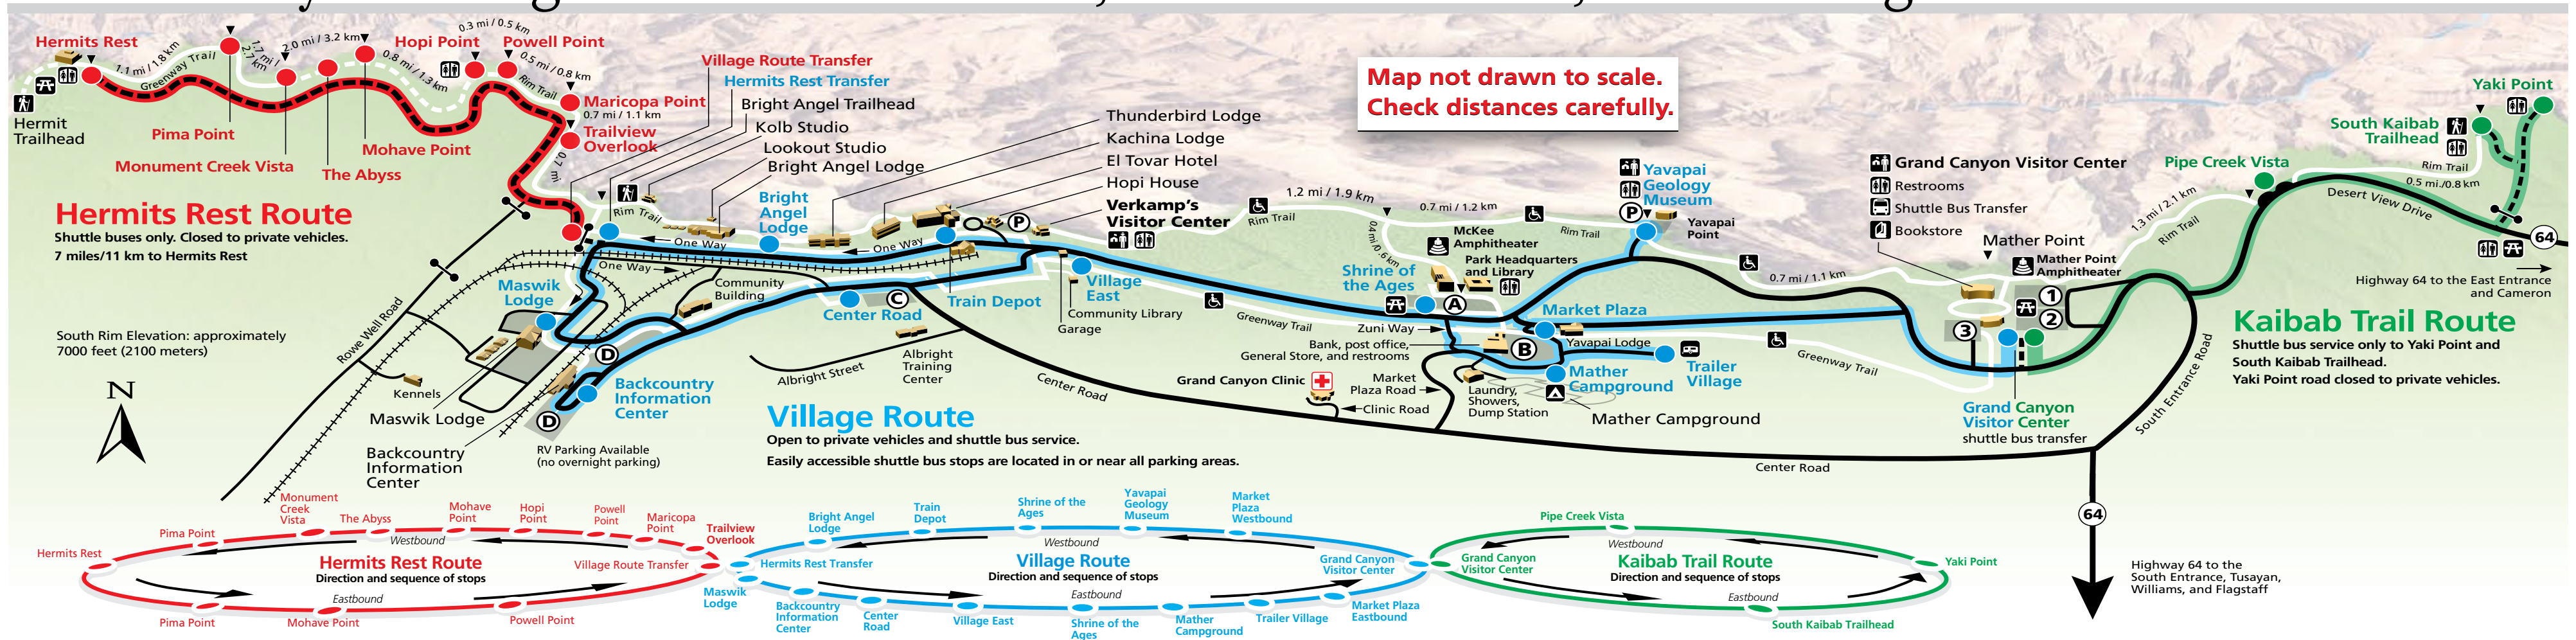 Hermits Rest
1.1 mi / 1.8 km
Greenway Trail
1.7 mi /
2.7 km
2.0 mi / 3.2 km
0.8 mi / 1.3 km
Hopi Point
0.3 mi / 0.5 km
Powell Point
0.5 mi / 0.8 km
Rim Trail
Maricopa Point
0.7 mi / 1.1 km
Trailview
Overlook
0.7 mi
Hermit
Trailhead
Pima Point
Monument Creek Vista
The Abyss
Mohave Point
Hermits Rest Route
Shuttle buses only. Closed to private vehicles.
7 miles/11 km to Hermits Rest
South Rim Elevation: approximately
7000 feet (2100 meters)
N
Rowe Well Road
Kennels
Maswik Lodge
Backcountry
Information
Center
Village Route Transfer
Hermits Rest Transfer
Bright Angel Trailhead
Kolb Studio
Lookout Studio
Bright Angel Lodge
Rim Trail
One Way
One Way
One Way
Bright
Angel
Lodge
Maswik
Lodge
Community
Building
D
D
Backcountry
Information
Center
RV Parking Available
(no overnight parking)
Thunderbird Lodge
Kachina Lodge
El Tovar Hotel
Hopi House
Verkamp's
Visitor Center
P
Train Depot
Center Road
C
Albright
Training
Center
Albright Street
Village
East
Community Library
Garage
Center Road
Village Route
Open to private vehicles and shuttle bus service.
Easily accessible shuttle bus stops are located in or near all parking areas.
Map not drawn to scale.
Check distances carefully.
1.2 mi / 1.9 km
Rim Trail
0.4 mi / 0.6 km
0.7 mi / 1.2 km
Rim Trail
McKee
Amphitheater
Park Headquarters
and Library
Shrine of
the Ages
A
Greenway Trail
Zuni Way
Bank, post office,
General Store, and restrooms
B
Grand Canyon Clinic
Market
Plaza Road
Clinic Road
Laundry,
Showers,
Dump Station
Market Plaza
Yavapai Lodge
Mather
Campground
Mather Campground
Trailer
Village
Yavapai
Geology
Museum
P
Yavapai
Point
0.7 mi / 1.1 km
Greenway Trail
Grand Canyon Visitor Center
Restrooms
Shuttle Bus Transfer
Bookstore
Mather Point
Mather Point
Amphitheater
1
2
3
Grand Canyon
Visitor Center
shuttle bus transfer
Center Road
South Entrance Road
1.3 mi / 2.1 km
Rim Trail
Pipe Creek Vista
South Kaibab
Trailhead
Yaki Point
Rim Trail
0.5 mi./0.8 km
Desert View Drive
64
Highway 64 to the East Entrance
and Cameron
Kaibab Trail Route
Shuttle bus service only to Yaki Point and
South Kaibab Trailhead.
Yaki Point road closed to private vehicles.
64
Highway 64 to the
South Entrance, Tusayan,
Williams, and Flagstaff
Hermits Rest
Pima Point
Monument
Creek
Vista
The Abyss
Mohave
Point
Hopi
Point
Powell
Point
Maricopa
Point
Trailview
Overlook
Westbound
Hermits Rest Route
Direction and sequence of stops
Village Route Transfer
Eastbound
Pima Point
Mohave Point
Powell Point
Hermits Rest Transfer
Bright Angel
Lodge
Train
Depot
Shrine of the
Ages
Yavapai
Geology
Museum
Market
Plaza
Westbound
Westbound
Village Route
Direction and sequence of stops
Eastbound
Grand Canyon
Visitor Center
Maswik
Lodge
Backcountry
Information
Center
Center
Road
Village East
Shrine of the
Ages
Mather
Campground
Trailer Village
Market Plaza
Eastbound
Pipe Creek Vista
Westbound
Grand Canyon
Visitor Center
Kaibab Trail Route
Direction and sequence of stops
Eastbound
Yaki Point
South Kaibab Trailhead